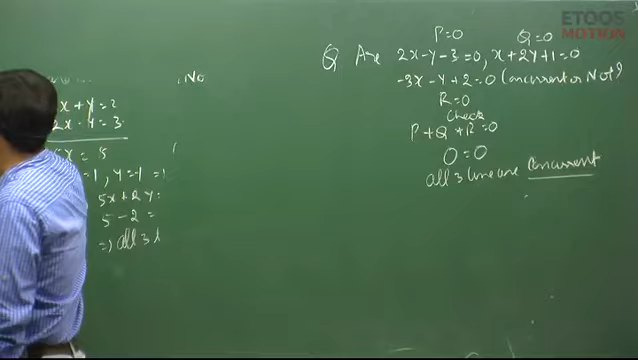 ETOOS
MOTION
No
x + y = 2
2x - y = 3
= 5
= 1, y = -1
5x + 2y =
5 - 2 =
=) all 3
P=0 Q=0
Q Are 2x-y-3=0, x+2y+1=0
-3x-y+2=0 (concurrent or Not?)
R=0
Check
P+Q+R=0
0=0
all 3 line are Concurrent